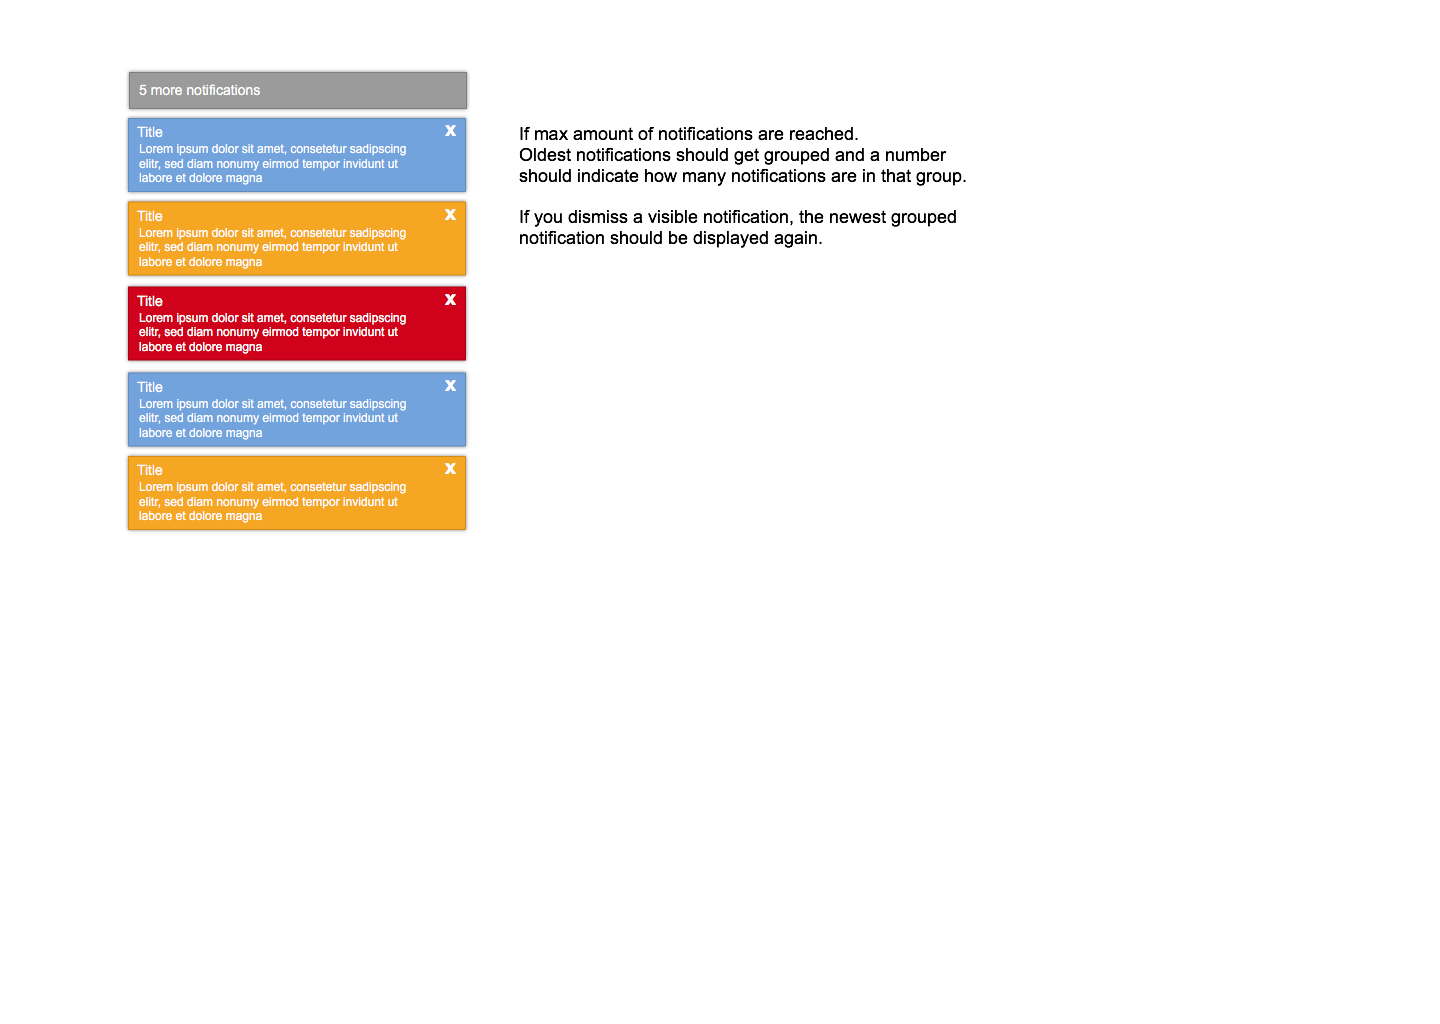 5 more notifications
Title
X
Lorem ipsum dolor sit amet, consetetur sadipscing
elitr, sed diam nonumy eirmod tempor invidunt ut
labore et dolore magna
Title
X
Lorem ipsum dolor sit amet, consetetur sadipscing
elitr, sed diam nonumy eirmod tempor invidunt ut
labore et dolore magna
Title
X
Lorem ipsum dolor sit amet, consetetur sadipscing
elitr, sed diam nonumy eirmod tempor invidunt ut
labore et dolore magna
Title
X
Lorem ipsum dolor sit amet, consetetur sadipscing
elitr, sed diam nonumy eirmod tempor invidunt ut
labore et dolore magna
Title
X
Lorem ipsum dolor sit amet, consetetur sadipscing
elitr, sed diam nonumy eirmod tempor invidunt ut
labore et dolore magna
If max amount of notifications are reached.
Oldest notifications should get grouped and a number
should indicate how many notifications are in that group.
If you dismiss a visible notification, the newest grouped
notification should be displayed again.